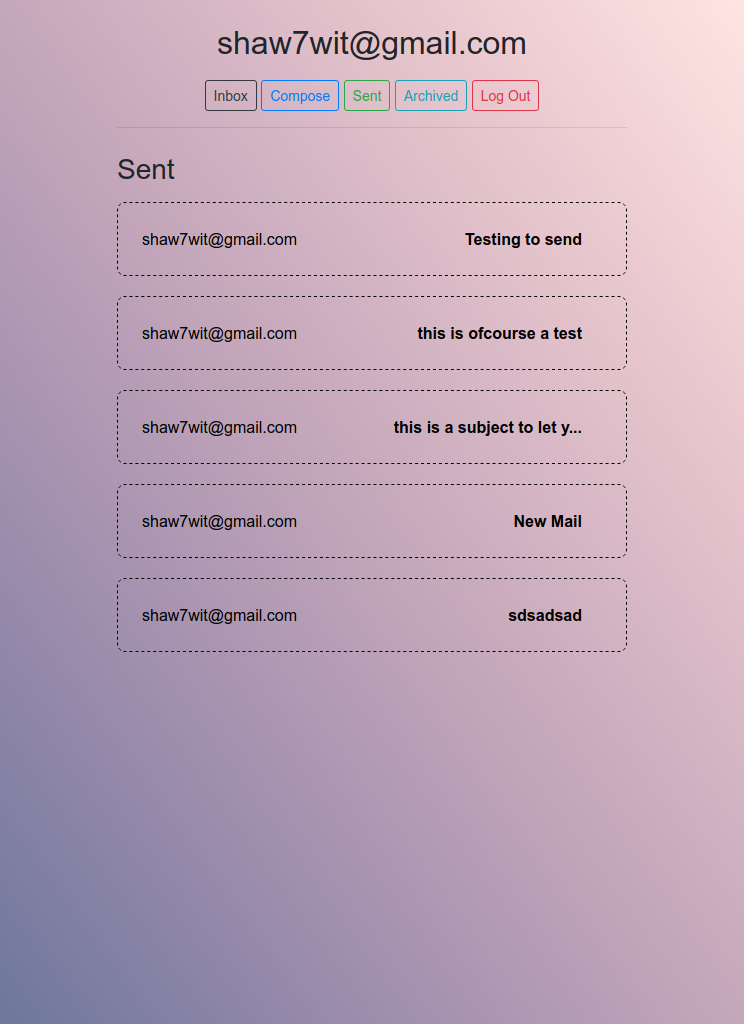 shaw7wit@gmail.com
Inbox Compose Sent Archived Log Out
Sent
shaw7wit@gmail.com Testing to send
shaw7wit@gmail.com this is ofcourse a test
shaw7wit@gmail.com this is a subject to let y...
shaw7wit@gmail.com New Mail
shaw7wit@gmail.com sdsadsad